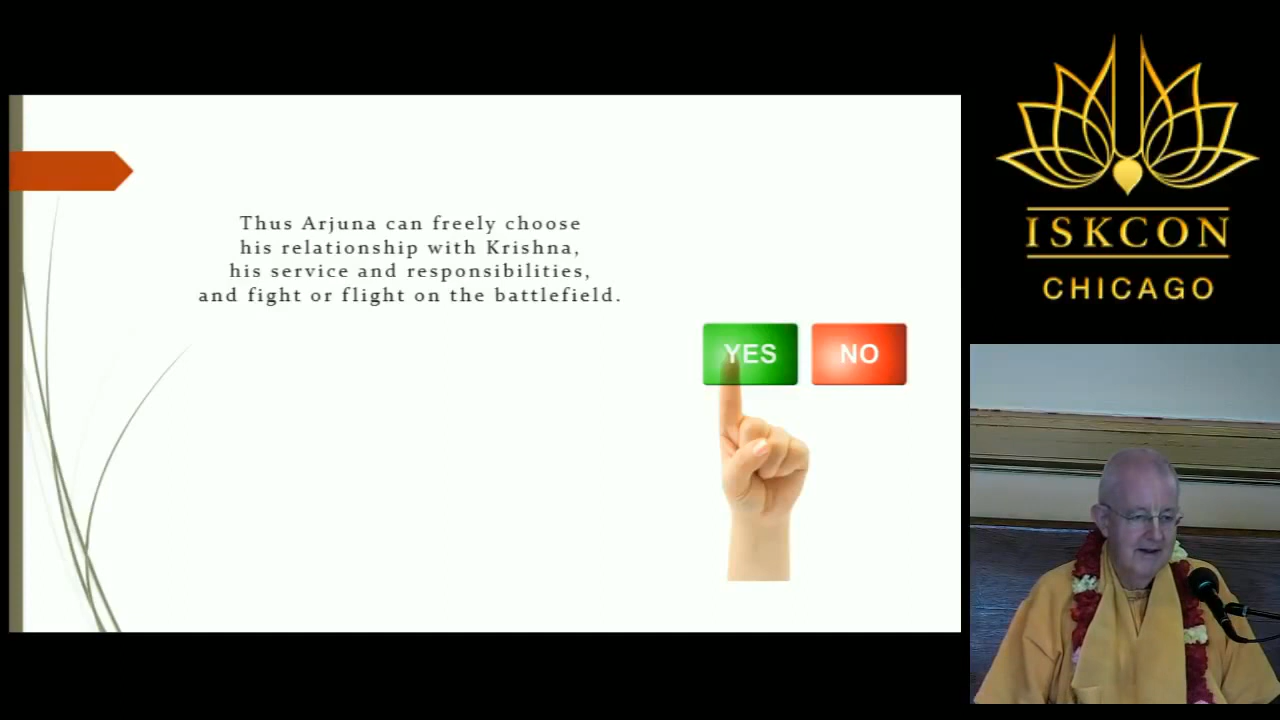 Thus Arjuna can freely choose
his relationship with Krishna,
his service and responsibilities,
and fight or flight on the battlefield.
YES
NO
ISKCON
CHICAGO